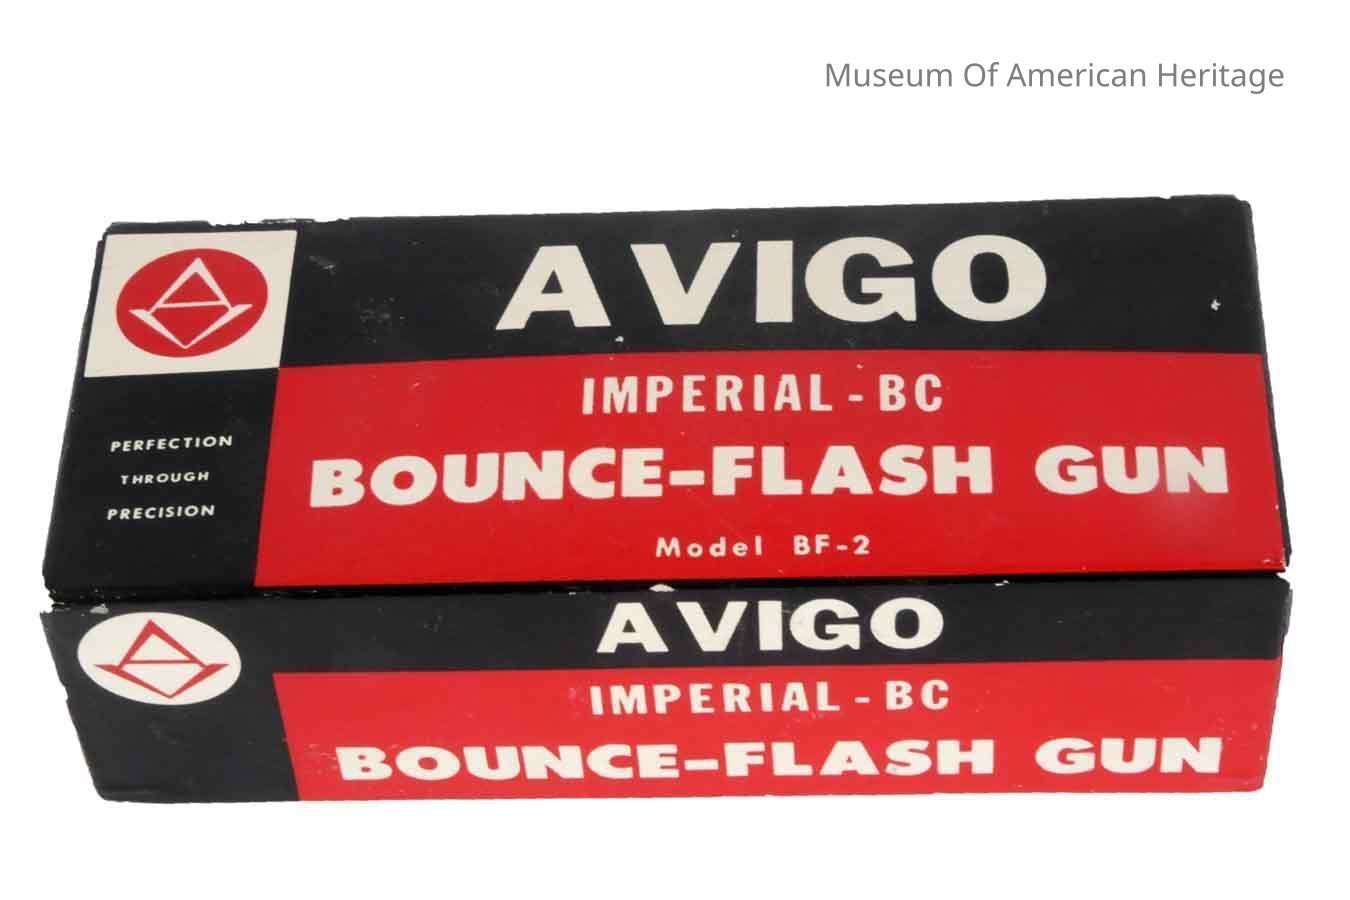 Museum Of American Heritage
AVIGO
IMPERIAL-BC
BOUNCE-FLASH GUN
Model BF-2
PERFECTION
THROUGH
PRECISION
AVIGO
IMPERIAL-BC
BOUNCE-FLASH GUN